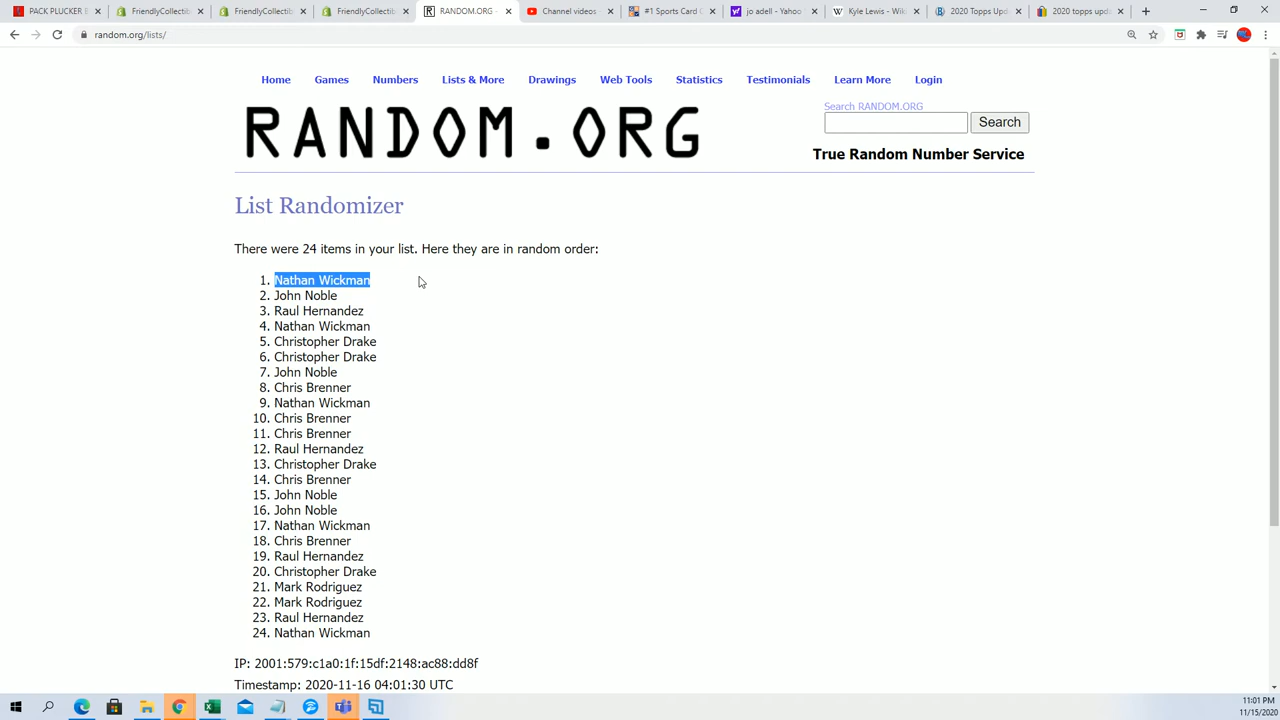 PACK PLUCKER E
FriendlyCollectib
FriendlyCollectib
FriendlyCollectib
RANDOM.ORG -
Channel videos
#1 Sports Card
jo adell - Yahoo
Kyle Lewis - Wik
2020 Topps Upd
2020 topps upd
random.org/lists/
Home Games Numbers Lists & More Drawings Web Tools Statistics Testimonials Learn More Login
RANDOM.ORG
Search RANDOM.ORG
Search
True Random Number Service
List Randomizer
There were 24 items in your list. Here they are in random order:
1. Nathan Wickman
2. John Noble
3. Raul Hernandez
4. Nathan Wickman
5. Christopher Drake
6. Christopher Drake
7. John Noble
8. Chris Brenner
9. Nathan Wickman
10. Chris Brenner
11. Chris Brenner
12. Raul Hernandez
13. Christopher Drake
14. Chris Brenner
15. John Noble
16. John Noble
17. Nathan Wickman
18. Chris Brenner
19. Raul Hernandez
20. Christopher Drake
21. Mark Rodriguez
22. Mark Rodriguez
23. Raul Hernandez
24. Nathan Wickman
IP: 2001:579:c1a0:1f:15df:2148:ac88:dd8f
Timestamp: 2020-11-16 04:01:30 UTC
11:01 PM
11/15/2020